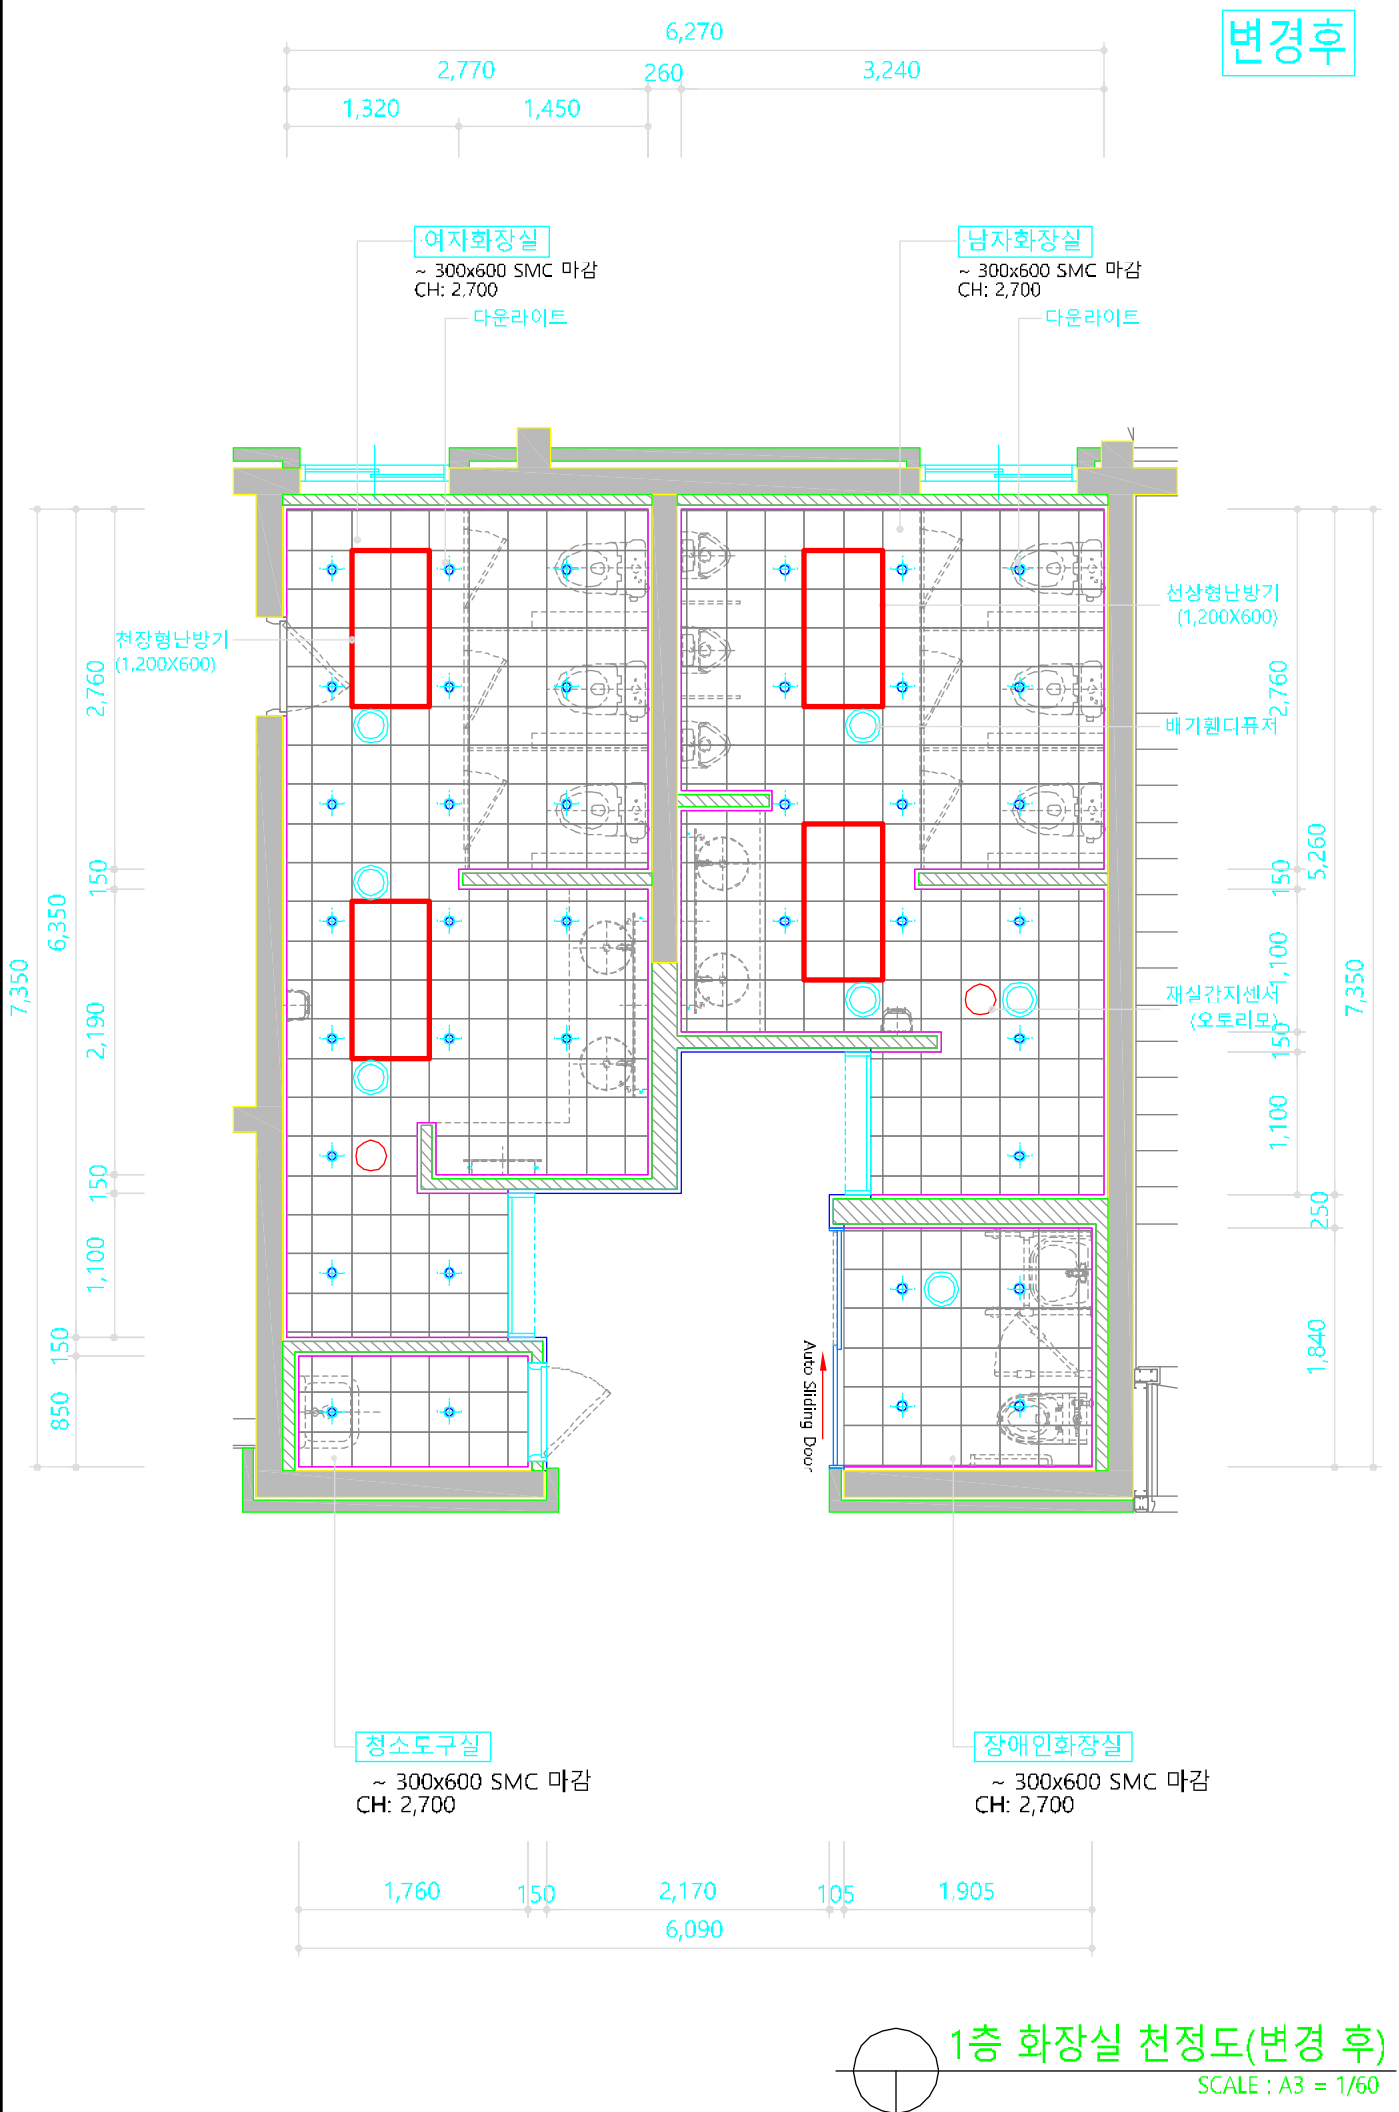 변경후
6,270
2,770
260
3,240
1,320
1,450
여자화장실
~ 300x600 SMC 마감
CH: 2,700
다운라이트
남자화장실
~ 300x600 SMC 마감
CH: 2,700
다운라이트
천장형난방기
(1,200X600)
2,760
150
6,350
7,350
2,190
150
1,100
150
850
천장형난방기
(1,200X600)
2,760
배기휀디퓨저
5,260
150
1,100
7,350
재실감지센서
(오토리모)
150
1,100
250
1,840
Auto Sliding Door
청소도구실
~ 300x600 SMC 마감
CH: 2,700
장애인화장실
~ 300x600 SMC 마감
CH: 2,700
1,760
150
2,170
105
1,905
6,090
1층 화장실 천정도(변경 후)
SCALE : A3 = 1/60